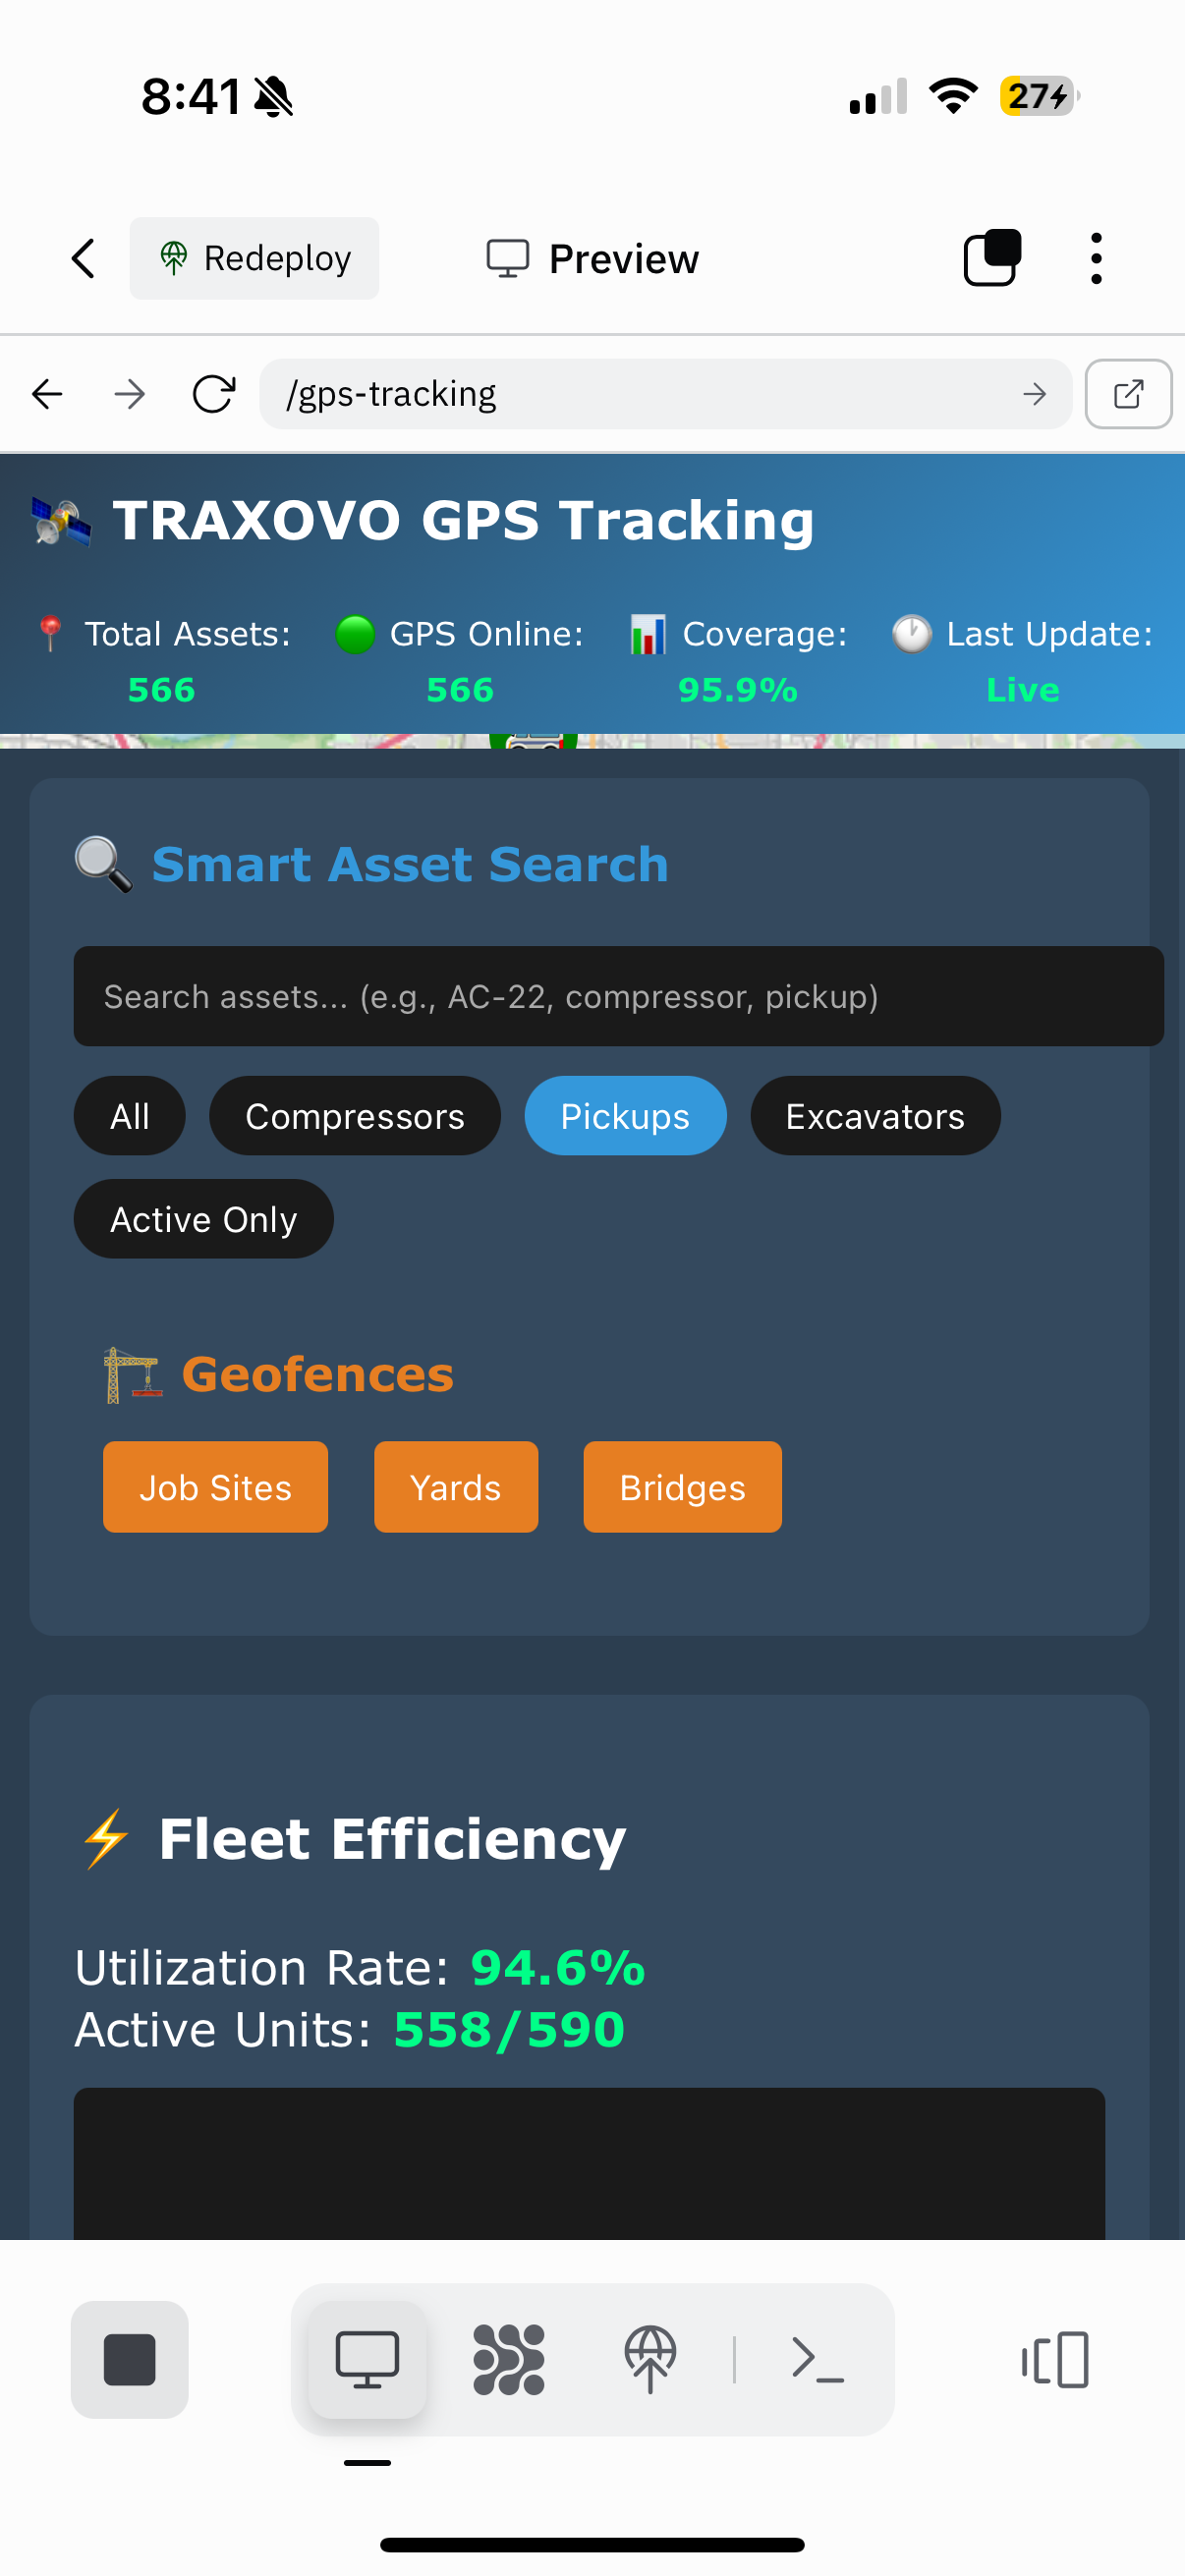 8:41
27
Redeploy
Preview
/gps-tracking
TRAXOVO GPS Tracking
Total Assets: GPS Online: Coverage: Last Update:
566 566 95.9% Live
Smart Asset Search
Search assets... (e.g., AC-22, compressor, pickup)
All Compressors Pickups Excavators
Active Only
Geofences
Job Sites Yards Bridges
Fleet Efficiency
Utilization Rate: 94.6%
Active Units: 558/590